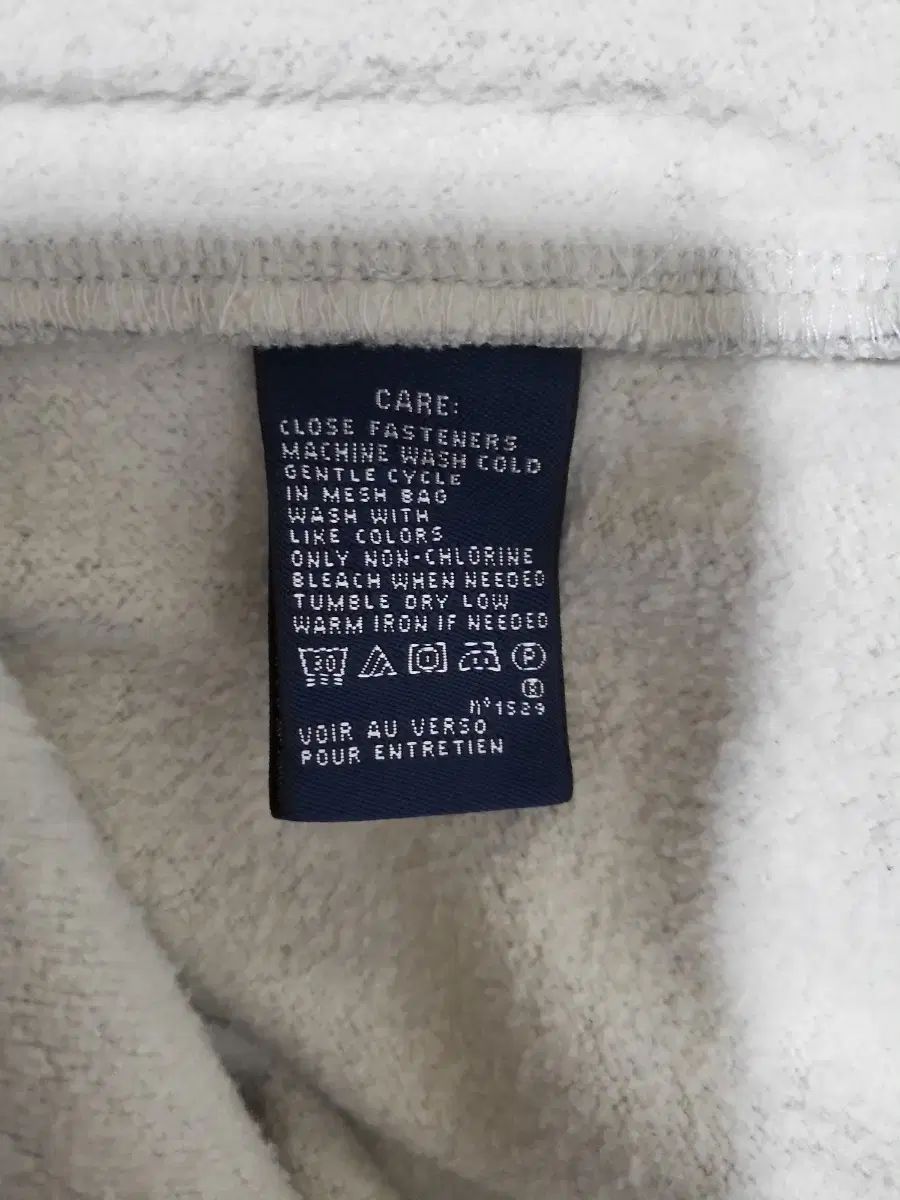 CARE:
CLOSE FASTENERS
MACHINE WASH COLD
GENTLE CYCLE
IN MESH BAG
WASH WITH
LIKE COLORS
ONLY NON-CHLORINE
BLEACH WHEN NEEDED
TUMBLE DRY LOW
WARM IRON IF NEEDED
30 P
n°1529
VOIR AU VERSO
POUR ENTRETIEN